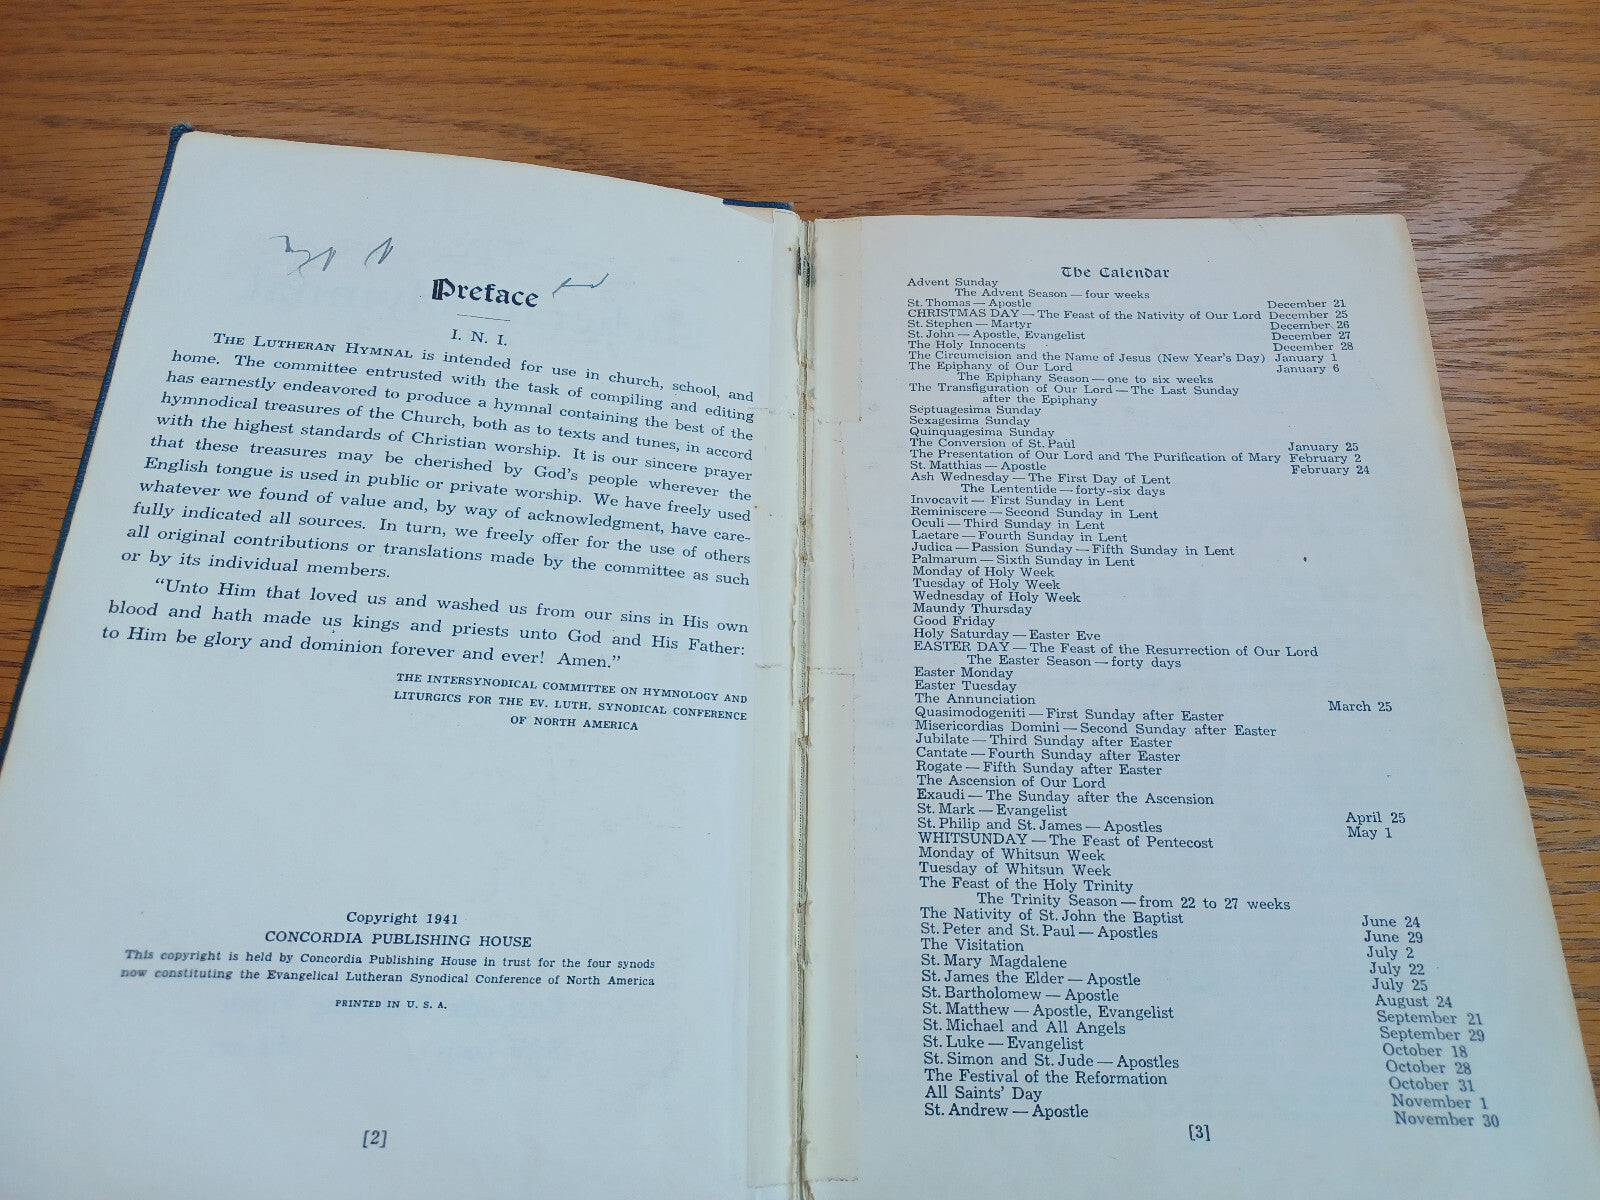 Preface
I. N. I.
THE LUTHERAN HYMNAL is intended for use in church, school, and
home. The committee entrusted with the task of compiling and editing
has earnestly endeavored to produce a hymnal containing the best of the
hymnodical treasures of the Church, both as to texts and tunes, in accord
with the highest standards of Christian worship. It is our sincere prayer
that these treasures may be cherished by God's people wherever the
English tongue is used in public or private worship. We have freely used
whatever we found of value and, by way of acknowledgment, have care-
fully indicated all sources. In turn, we freely offer for the use of others
all original contributions or translations made by the committee as such
or by its individual members.
"Unto Him that loved us and washed us from our sins in His own
blood and hath made us kings and priests unto God and His Father:
to Him be glory and dominion forever and ever! Amen."
THE INTERSYNODICAL COMMITTEE ON HYMNOLOGY AND
LITURGICS FOR THE EV. LUTH. SYNODICAL CONFERENCE
OF NORTH AMERICA
Copyright 1941
CONCORDIA PUBLISHING HOUSE
This copyright is held by Concordia Publishing House in trust for the four synods
now constituting the Evangelical Lutheran Synodical Conference of North America
PRINTED IN U. S. A.
[2]
The Calendar
Advent Sunday
The Advent Season — four weeks
St. Thomas — Apostle December 21
CHRISTMAS DAY — The Feast of the Nativity of Our Lord December 25
St. Stephen — Martyr December 26
St. John — Apostle, Evangelist December 27
The Holy Innocents December 28
The Circumcision and the Name of Jesus (New Year's Day) January 1
The Epiphany of Our Lord January 6
The Epiphany Season — one to six weeks
The Transfiguration of Our Lord — The Last Sunday
after the Epiphany
Septuagesima Sunday
Sexagesima Sunday
Quinquagesima Sunday
The Conversion of St. Paul January 25
The Presentation of Our Lord and The Purification of Mary February 2
St. Matthias — Apostle February 24
Ash Wednesday — The First Day of Lent
The Lententide — forty-six days
Invocavit — First Sunday in Lent
Reminiscere — Second Sunday in Lent
Oculi — Third Sunday in Lent
Laetare — Fourth Sunday in Lent
Judica — Passion Sunday — Fifth Sunday in Lent
Palmarum — Sixth Sunday in Lent
Monday of Holy Week
Tuesday of Holy Week
Wednesday of Holy Week
Maundy Thursday
Good Friday
Holy Saturday — Easter Eve
EASTER DAY — The Feast of the Resurrection of Our Lord
The Easter Season — forty days
Easter Monday
Easter Tuesday
The Annunciation March 25
Quasimodogeniti — First Sunday after Easter
Misericordias Domini — Second Sunday after Easter
Jubilate — Third Sunday after Easter
Cantate — Fourth Sunday after Easter
Rogate — Fifth Sunday after Easter
The Ascension of Our Lord
Exaudi — The Sunday after the Ascension
St. Mark — Evangelist April 25
St. Philip and St. James — Apostles May 1
WHITSUNDAY — The Feast of Pentecost
Monday of Whitsun Week
Tuesday of Whitsun Week
The Feast of the Holy Trinity
The Trinity Season — from 22 to 27 weeks
The Nativity of St. John the Baptist June 24
St. Peter and St. Paul — Apostles June 29
The Visitation July 2
St. Mary Magdalene July 22
St. James the Elder — Apostle July 25
St. Bartholomew — Apostle August 24
St. Matthew — Apostle, Evangelist September 21
St. Michael and All Angels September 29
St. Luke — Evangelist October 18
St. Simon and St. Jude — Apostles October 28
The Festival of the Reformation October 31
All Saints' Day November 1
St. Andrew — Apostle November 30
[3]